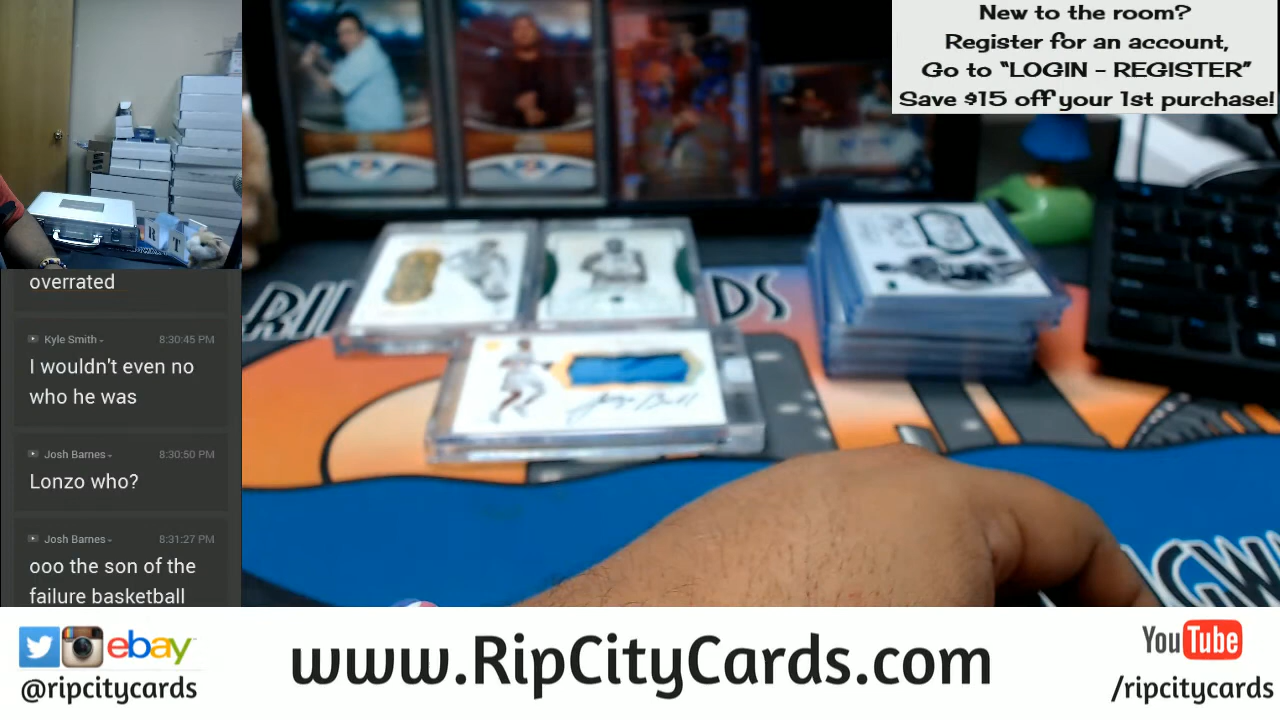 New to the room?
Register for an account,
Go to “LOGIN - REGISTER”
Save $15 off your 1st purchase!
overrated
Kyle Smith 8:30:45 PM
I wouldn't even no
who he was
Josh Barnes 8:30:50 PM
Lonzo who?
Josh Barnes 8:31:27 PM
ooo the son of the
failure basketball
R T
DS
ebay
@ripcitycards
www.RipCityCards.com
YouTube
/ripcitycards